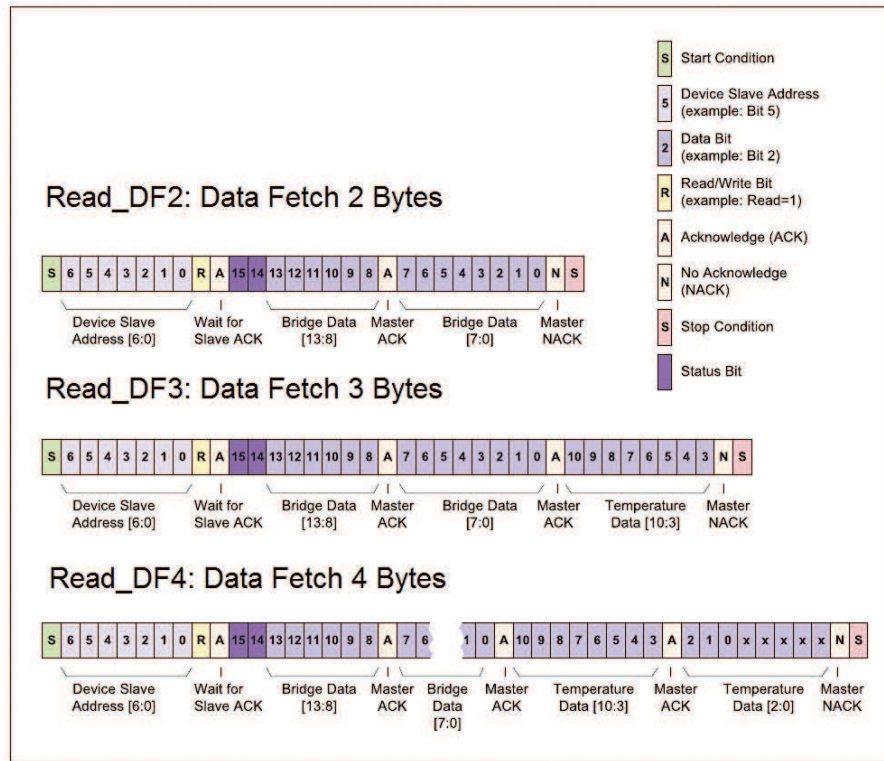 S Start Condition
5 Device Slave Address
(example: Bit 5)
2 Data Bit
(example: Bit 2)
R Read/Write Bit
(example: Read=1)
A Acknowledge (ACK)
N No Acknowledge
(NACK)
S Stop Condition
Status Bit
Read_DF2: Data Fetch 2 Bytes
S 6 5 4 3 2 1 0 R A 15 14 13 12 11 10 9 8 A 7 6 5 4 3 2 1 0 N S
Device Slave Wait for Bridge Data Master Bridge Data Master
Address [6:0] Slave ACK [13:8] ACK [7:0] NACK
Read_DF3: Data Fetch 3 Bytes
S 6 5 4 3 2 1 0 R A 15 14 13 12 11 10 9 8 A 7 6 5 4 3 2 1 0 A 10 9 8 7 6 5 4 3 N S
Device Slave Wait for Bridge Data Master Bridge Data Master Temperature Master
Address [6:0] Slave ACK [13:8] ACK [7:0] ACK Data [10:3] NACK
Read_DF4: Data Fetch 4 Bytes
S 6 5 4 3 2 1 0 R A 15 14 13 12 11 10 9 8 A 7 6 1 0 A 10 9 8 7 6 5 4 3 A 2 1 0 x x x x x N S
Device Slave Wait for Bridge Data Master Bridge Master Temperature Master Temperature Master
Address [6:0] Slave ACK [13:8] ACK Data ACK Data [10:3] ACK Data [2:0] NACK
[7:0]